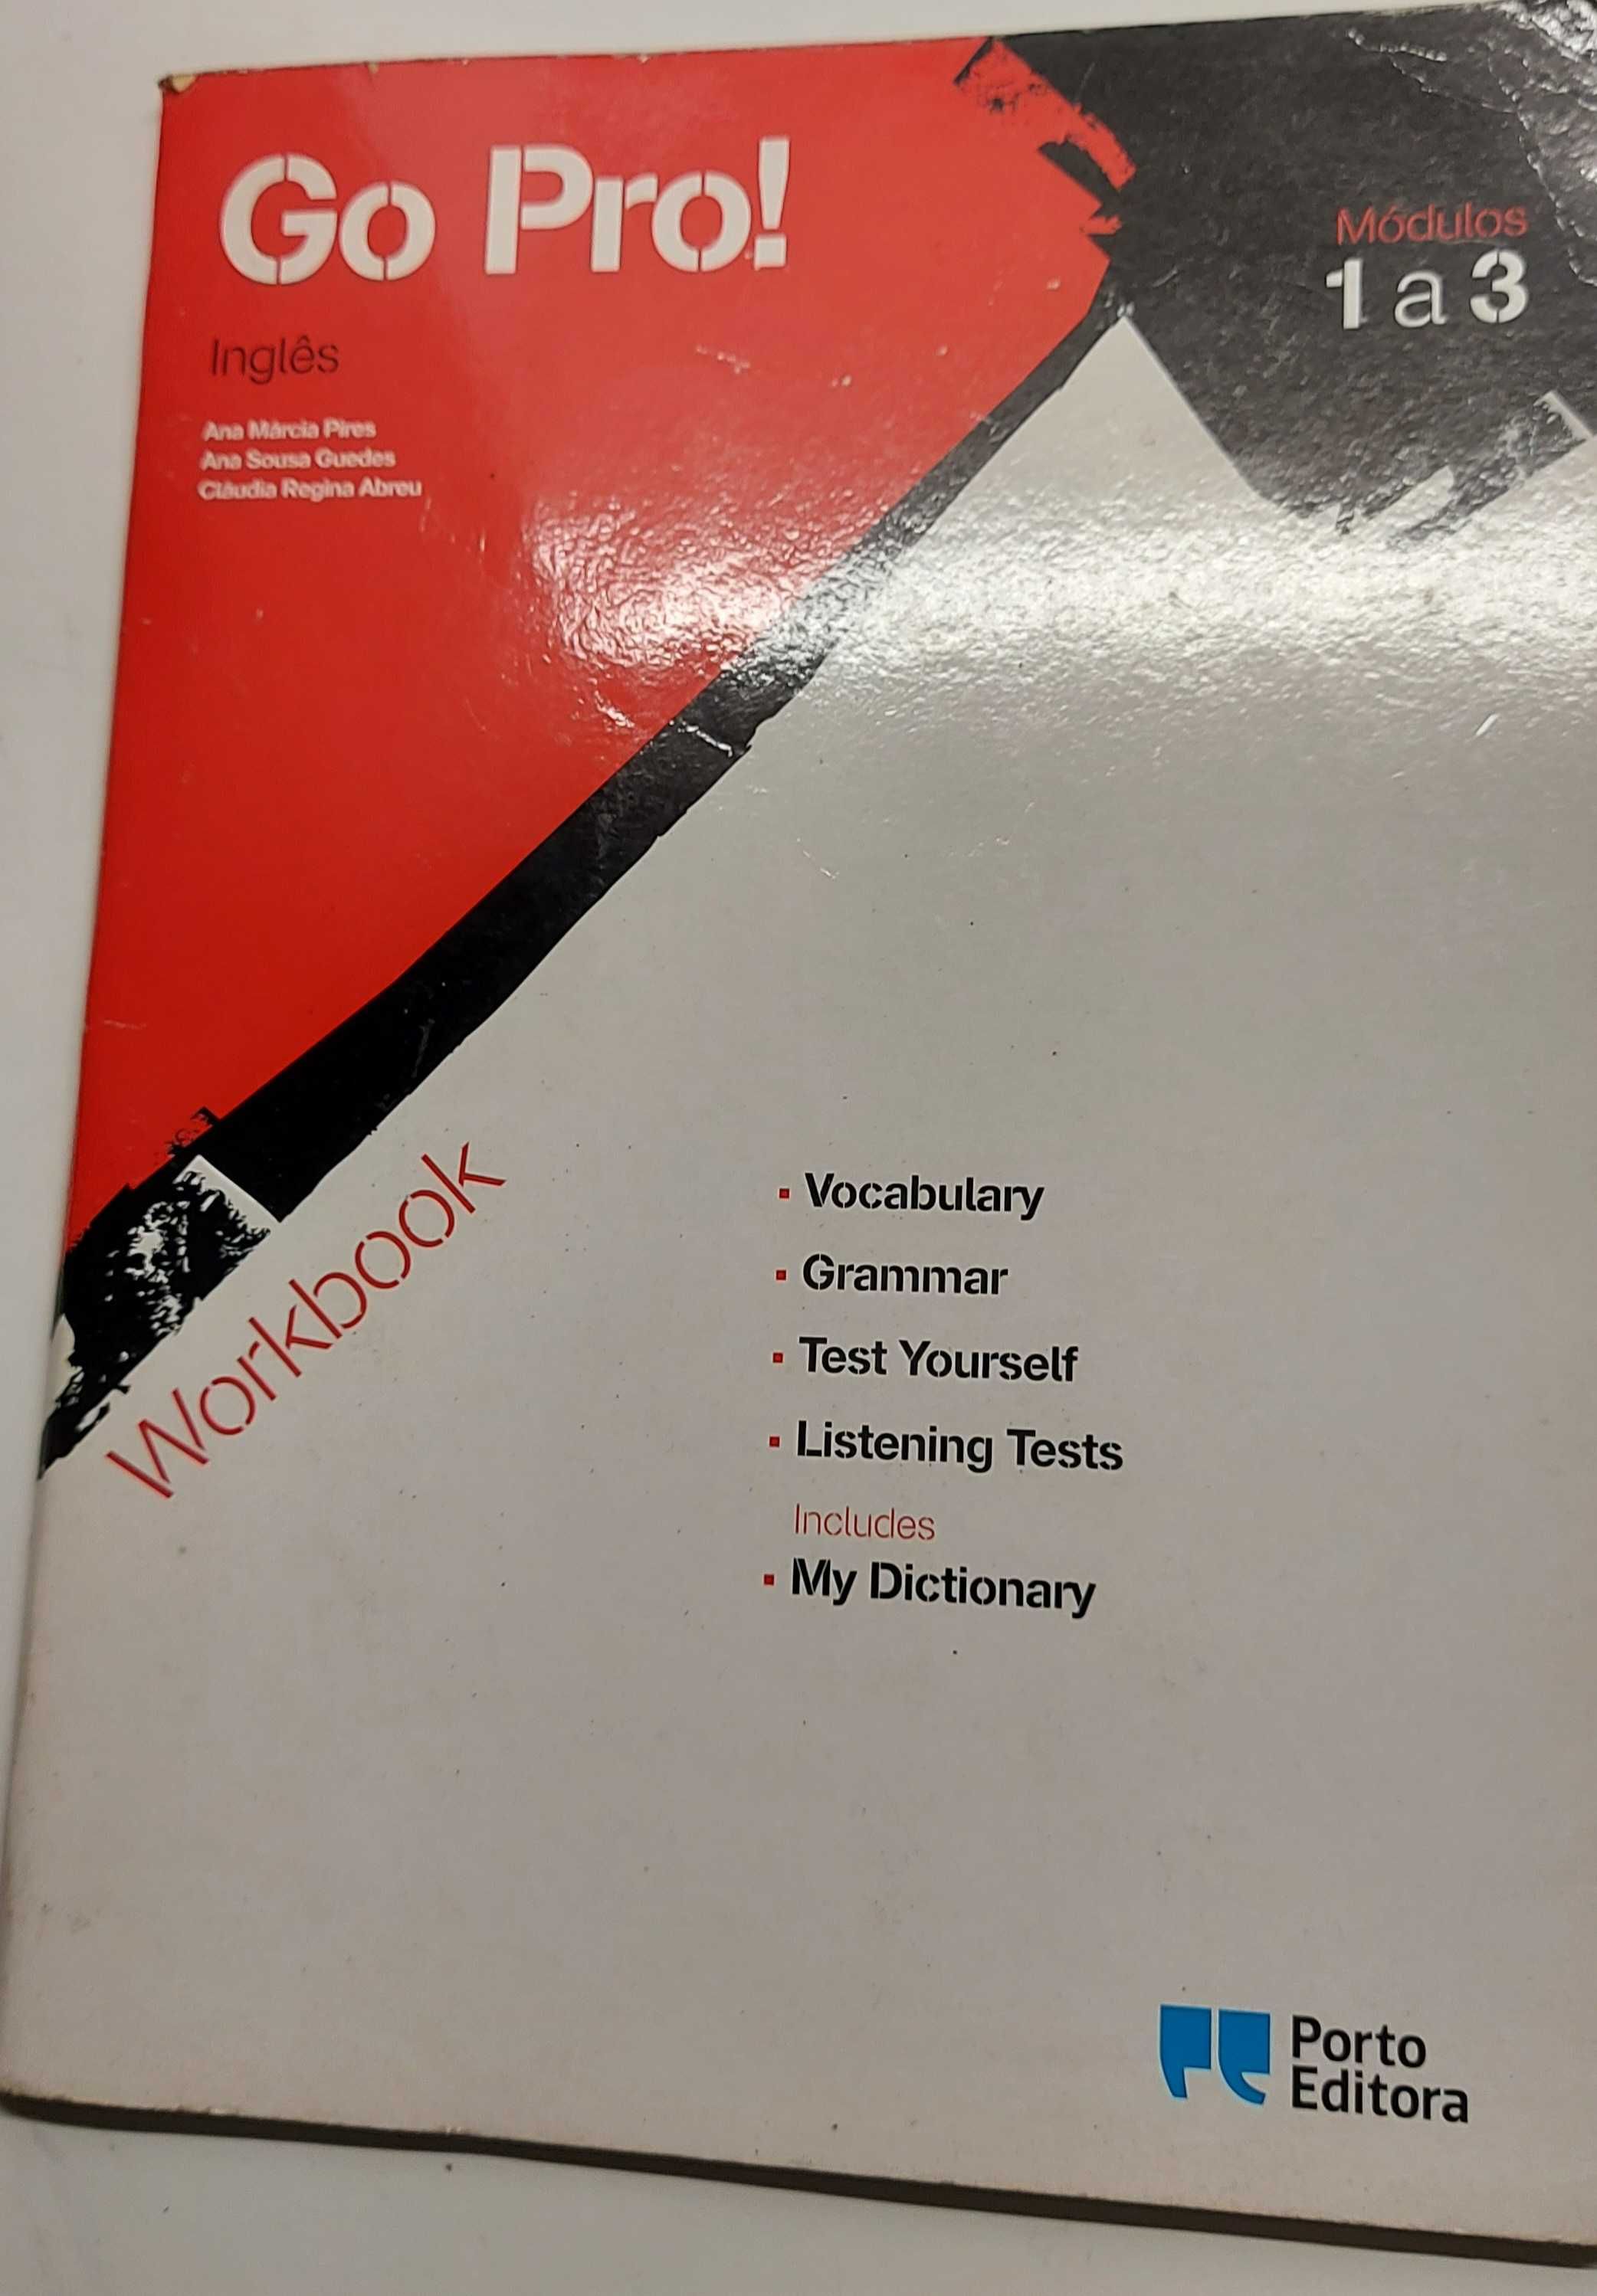 Go Pro!
Inglês
Ana Márcia Pires
Ana Sousa Guedes
Cláudia Regina Abreu
Módulos
1 a 3
Workbook
▪ Vocabulary
▪ Grammar
▪ Test Yourself
▪ Listening Tests
Includes
▪ My Dictionary
Porto
Editora